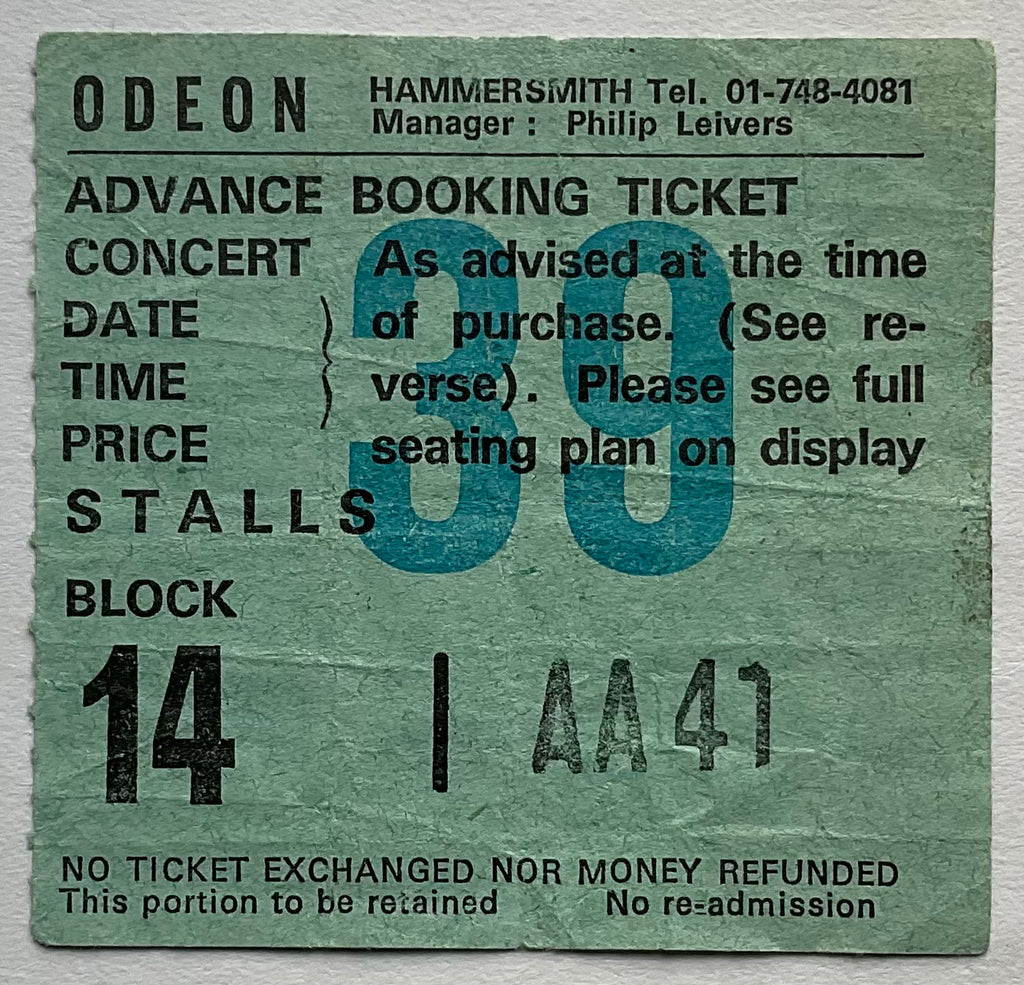 ODEON HAMMERSMITH Tel. 01-748-4081
Manager : Philip Leivers
ADVANCE BOOKING TICKET
CONCERT As advised at the time
DATE of purchase. (See re-
TIME verse). Please see full
PRICE seating plan on display
39
STALLS
BLOCK
14 | AA 41
NO TICKET EXCHANGED NOR MONEY REFUNDED
This portion to be retained No re-admission